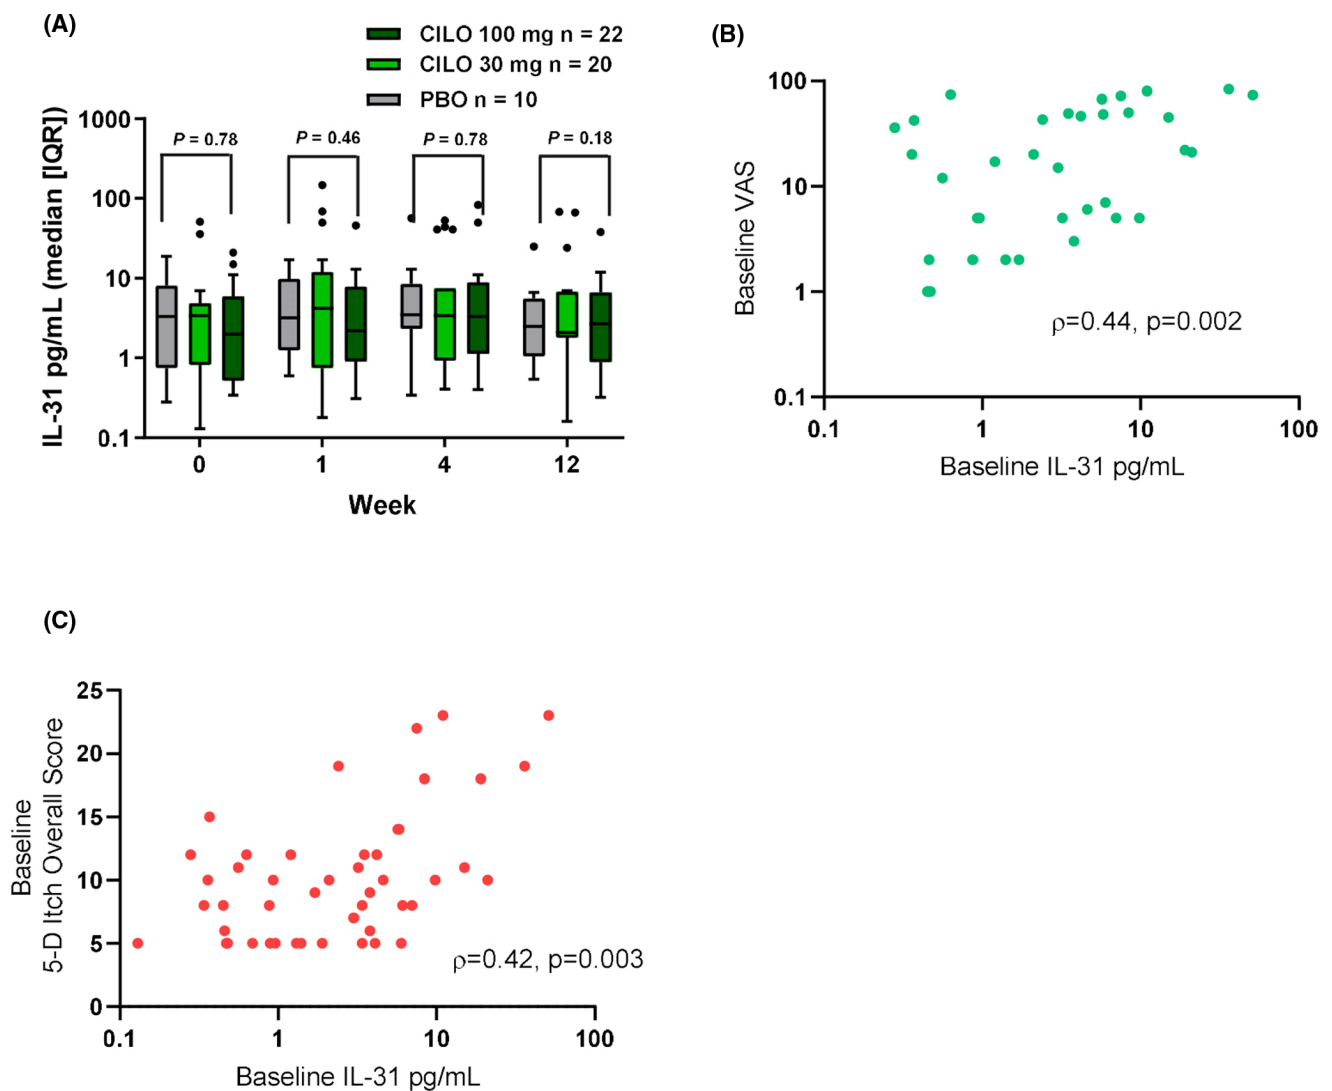 (A)
CILO 100 mg n = 22
CILO 30 mg n = 20
PBO n = 10
IL-31 pg/mL (median [IQR])
1000
100
10
1
0.1
P = 0.78
P = 0.46
P = 0.78
P = 0.18
0
1
4
12
Week
(B)
Baseline VAS
100
10
1
0.1
ρ=0.44, p=0.002
0.1
1
10
100
Baseline IL-31 pg/mL
(C)
Baseline
5-D Itch Overall Score
25
20
15
10
5
0
ρ=0.42, p=0.003
0.1
1
10
100
Baseline IL-31 pg/mL